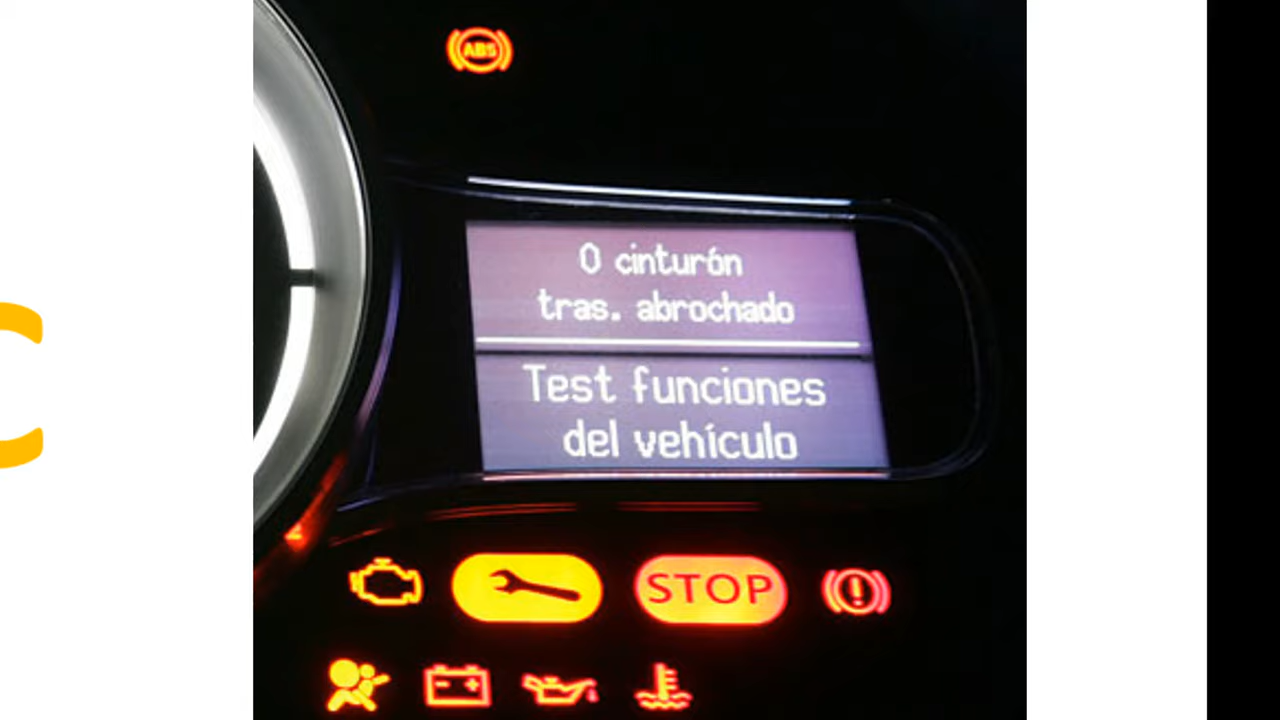 ABS
0 cinturón
tras. abrochado
Test funciones
del vehículo
STOP